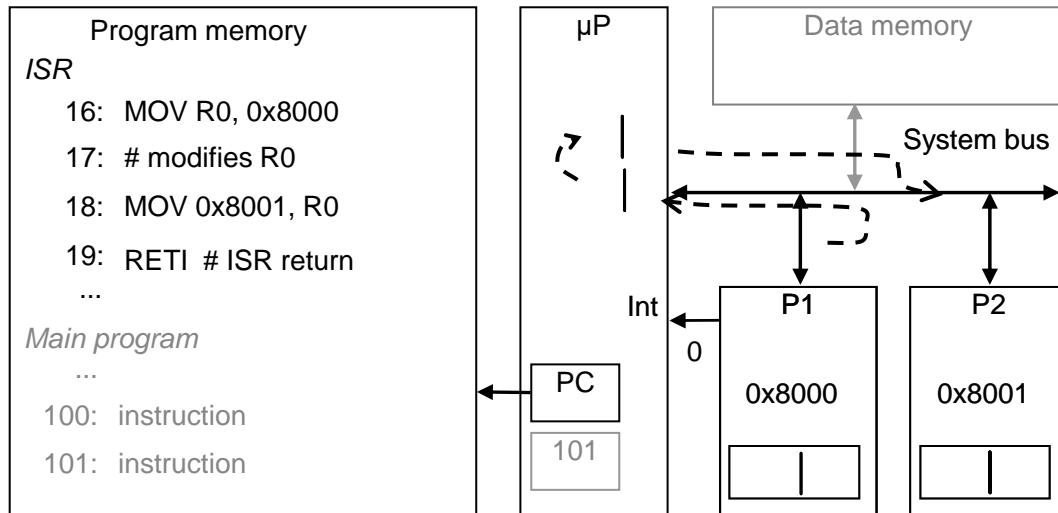 Program memory
ISR
16: MOV R0, 0x8000
17: # modifies R0
18: MOV 0x8001, R0
19: RETI # ISR return
...
Main program
...
100: instruction
101: instruction
µP
Int
0
PC
101
Data memory
System bus
P1
0x8000
P2
0x8001